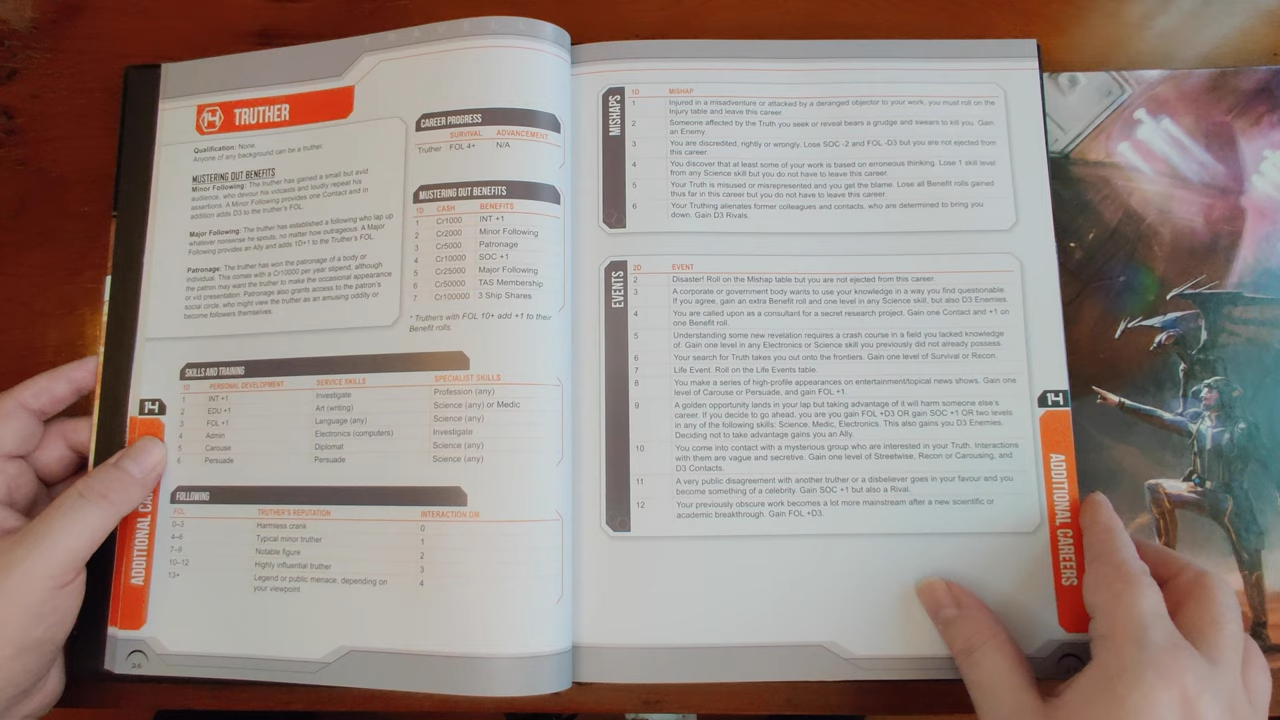 TRAVELL
14 TRUTHER
Qualification: None.
Anyone of any background can be a truther.
MUSTERING OUT BENEFITS
Minor Following: The truther has gained a small but avid
audience, who devour his vidcasts and loudly repeat his
assertions. A Minor Following provides one Contact and in
addition adds D3 to the truther's FOL.
Major Following: The truther has established a following who lap up
whatever nonsense he spouts, no matter how outrageous. A Major
Following provides an Ally and adds 1D+1 to the Truther's FOL.
Patronage: The truther has won the patronage of a body or
individual. This comes with a Cr10000 per year stipend, although
the patron may want the truther to make the occasional appearance
or vid presentation. Patronage also grants access to the patron's
social circle, who might view the truther as an amusing oddity or
become followers themselves.
CAREER PROGRESS
SURVIVAL ADVANCEMENT
Truther FOL 4+ N/A
MUSTERING OUT BENEFITS
1D CASH BENEFITS
1 Cr1000 INT +1
2 Cr2000 Minor Following
3 Cr5000 Patronage
4 Cr10000 SOC +1
5 Cr25000 Major Following
6 Cr50000 TAS Membership
7 Cr100000 3 Ship Shares
* Truthers with FOL 10+ add +1 to their
Benefit rolls.
SKILLS AND TRAINING
1D PERSONAL DEVELOPMENT SERVICE SKILLS SPECIALIST SKILLS
1 INT +1 Investigate Profession (any)
2 EDU +1 Art (writing) Science (any) or Medic
3 FOL +1 Language (any) Science (any)
4 Admin Electronics (computers) Investigate
5 Carouse Diplomat Science (any)
6 Persuade Persuade Science (any)
FOLLOWING
FOL TRUTHER'S REPUTATION INTERACTION DM
0–3 Harmless crank 0
4–6 Typical minor truther 1
7–9 Notable figure 2
10–12 Highly influential truther 3
13+ Legend or public menace, depending on 4
your viewpoint
14
ADDITIONAL CA
26
MISHAPS
1D MISHAP
1 Injured in a misadventure or attacked by a deranged objector to your work, you must roll on the
Injury table and leave this career.
2 Someone affected by the Truth you seek or reveal bears a grudge and swears to kill you. Gain
an Enemy.
3 You are discredited, rightly or wrongly. Lose SOC -2 and FOL -D3 but you are not ejected from
this career.
4 You discover that at least some of your work is based on erroneous thinking. Lose 1 skill level
from any Science skill but you do not have to leave this career.
5 Your Truth is misused or misrepresented and you get the blame. Lose all Benefit rolls gained
thus far in this career but you do not have to leave this career.
6 Your Truthing alienates former colleagues and contacts, who are determined to bring you
down. Gain D3 Rivals.
EVENTS
2D EVENT
2 Disaster! Roll on the Mishap table but you are not ejected from this career.
3 A corporate or government body wants to use your knowledge in a way you find questionable.
If you agree, gain an extra Benefit roll and one level in any Science skill, but also D3 Enemies.
4 You are called upon as a consultant for a secret research project. Gain one Contact and +1 on
one Benefit roll.
5 Understanding some new revelation requires a crash course in a field you lacked knowledge
of. Gain one level in any Electronics or Science skill you previously did not already possess.
6 Your search for Truth takes you out onto the frontiers. Gain one level of Survival or Recon.
7 Life Event. Roll on the Life Events table.
8 You make a series of high-profile appearances on entertainment/topical news shows. Gain one
level of Carouse or Persuade, and gain FOL +1.
9 A golden opportunity lands in your lap but taking advantage of it will harm someone else's
career. If you decide to go ahead, you are you gain FOL +D3 OR gain SOC +1 OR two levels
in any of the following skills: Science, Medic, Electronics. This also gains you D3 Enemies.
Deciding not to take advantage gains you an Ally.
10 You come into contact with a mysterious group who are interested in your Truth. Interactions
with them are vague and secretive. Gain one level of Streetwise, Recon or Carousing, and
D3 Contacts.
11 A very public disagreement with another truther or a disbeliever goes in your favour and you
become something of a celebrity. Gain SOC +1 but also a Rival.
12 Your previously obscure work becomes a lot more mainstream after a new scientific or
academic breakthrough. Gain FOL +D3.
14
ADDITIONAL CAREERS